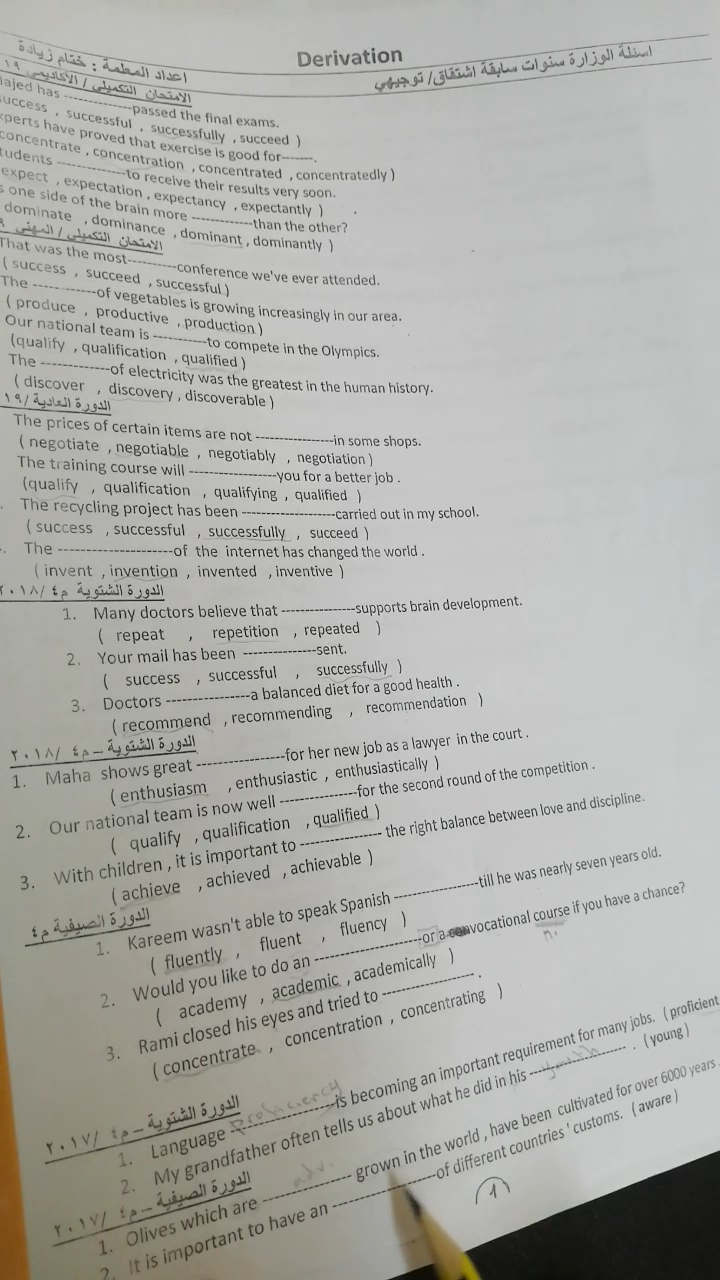 Derivation
اسئلة الوزارة سنوات سابقة اشتقاق/ توجيهي
اعداد المعلمة : ختام زيادة
الامتحان التكميلي / الأكاديمي ١٩
ajed has -------------passed the final exams.
uccess , successful , successfully , succeed )
xperts have proved that exercise is good for-------.
concentrate , concentration , concentrated , concentratedly )
tudents -------------to receive their results very soon.
expect , expectation , expectancy , expectantly )
s one side of the brain more ------------than the other?
dominate , dominance , dominant , dominantly )
الامتحان التكميلي / المهني ٩
That was the most----------conference we've ever attended.
( success , succeed , successful )
The -------------of vegetables is growing increasingly in our area.
( produce , productive , production )
Our national team is -----------to compete in the Olympics.
(qualify , qualification , qualified )
The --------------of electricity was the greatest in the human history.
( discover , discovery , discoverable )
الدورة العادية /١٩
The prices of certain items are not -----------------in some shops.
( negotiate , negotiable , negotiably , negotiation )
The training course will -------------------you for a better job .
(qualify , qualification , qualifying , qualified )
. The recycling project has been --------------------carried out in my school.
( success , successful , successfully , succeed )
. The -----------------------of the internet has changed the world .
( invent , invention , invented , inventive )
الدورة الشتوية م٤ /٢٠١٨
1. Many doctors believe that ----------------supports brain development.
( repeat , repetition , repeated )
2. Your mail has been ---------------sent.
( success , successful , successfully )
3. Doctors -----------------a balanced diet for a good health .
( recommend , recommending , recommendation )
الدورة الشتوية – م٤ /٢٠١٨
1. Maha shows great -------------------for her new job as a lawyer in the court .
( enthusiasm , enthusiastic , enthusiastically )
2. Our national team is now well ----------------for the second round of the competition .
( qualify , qualification , qualified )
3. With children , it is important to ----------------- the right balance between love and discipline.
( achieve , achieved , achievable )
الدورة الصيفية م٤
1. Kareem wasn't able to speak Spanish -----------------till he was nearly seven years old.
( fluently , fluent , fluency )
2. Would you like to do an ----------------------or a vocational course if you have a chance?
n.
( academy , academic , academically )
3. Rami closed his eyes and tried to ------------------- .
( concentrate , concentration , concentrating )
الدورة الشتوية – م٤ /٢٠١٧
1. Language proficiency is becoming an important requirement for many jobs. ( proficient
2. My grandfather often tells us about what he did in his youth . ( young )
الدورة الصيفية – م٤ /٢٠١٧
1. Olives which are adv. grown in the world , have been cultivated for over 6000 years .
2. It is important to have an ---------------------of different countries ' customs. ( aware )
١